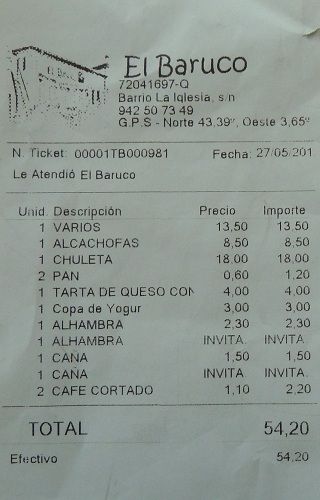 El Baruco
72041697-Q
Barrio La Iglesia, s/n
942 50 73 49
G.P.S - Norte 43,39º, Oeste 3,65º
N. Ticket: 00001TB000981 Fecha: 27/05/201
Le Atendió El Baruco
Unid. Descripción Precio Importe
1 VARIOS 13,50 13,50
1 ALCACHOFAS 8,50 8,50
1 CHULETA 18,00 18,00
2 PAN 0,60 1,20
1 TARTA DE QUESO CON 4,00 4,00
1 Copa de Yogur 3,00 3,00
1 ALHAMBRA 2,30 2,30
1 ALHAMBRA INVITA. INVITA.
1 CAÑA 1,50 1,50
1 CAÑA INVITA. INVITA.
2 CAFE CORTADO 1,10 2,20
TOTAL 54,20
Efectivo 54,20